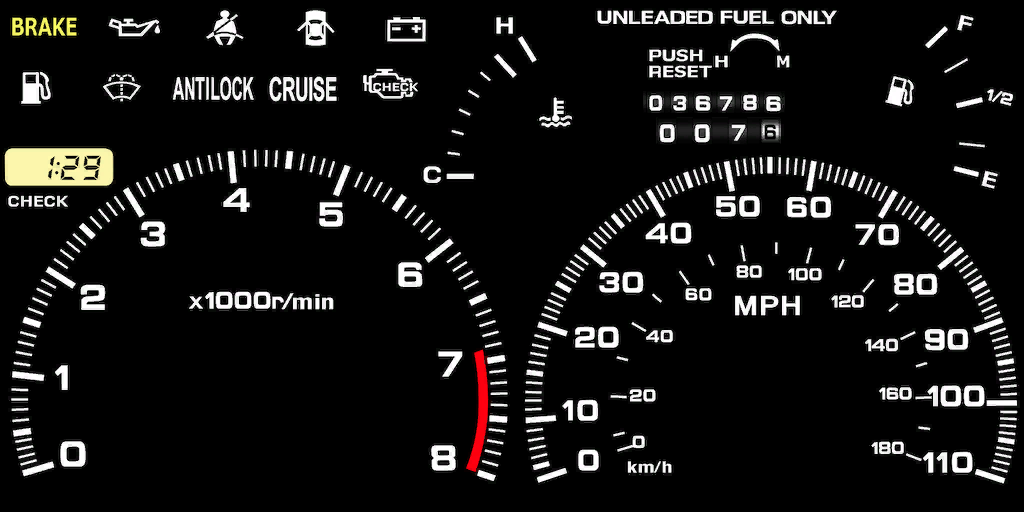 BRAKE
ANTILOCK CRUISE CHECK
1:29
CHECK
0
1
2
3
4
5
6
7
8
x1000r/min
H
C
UNLEADED FUEL ONLY
PUSH
RESET
H M
036786
0076
F
1/2
E
0
10
20
30
40
50
60
70
80
90
100
110
MPH
0
20
40
60
80
100
120
140
160
180
km/h